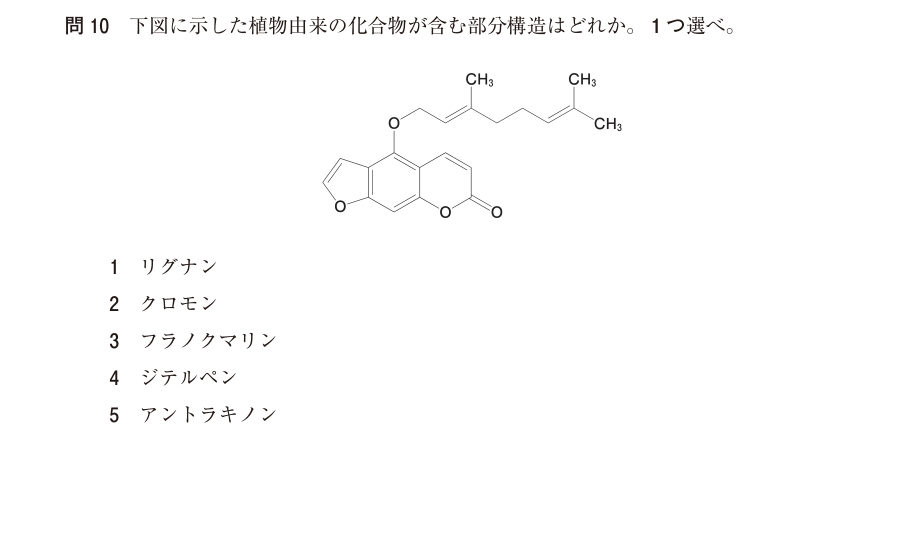 問10 下図に示した植物由来の化合物が含む部分構造はどれか。1つ選べ。
CH₃ CH₃
O CH₃
O O O
1 リグナン
2 クロモン
3 フラノクマリン
4 ジテルペン
5 アントラキノン